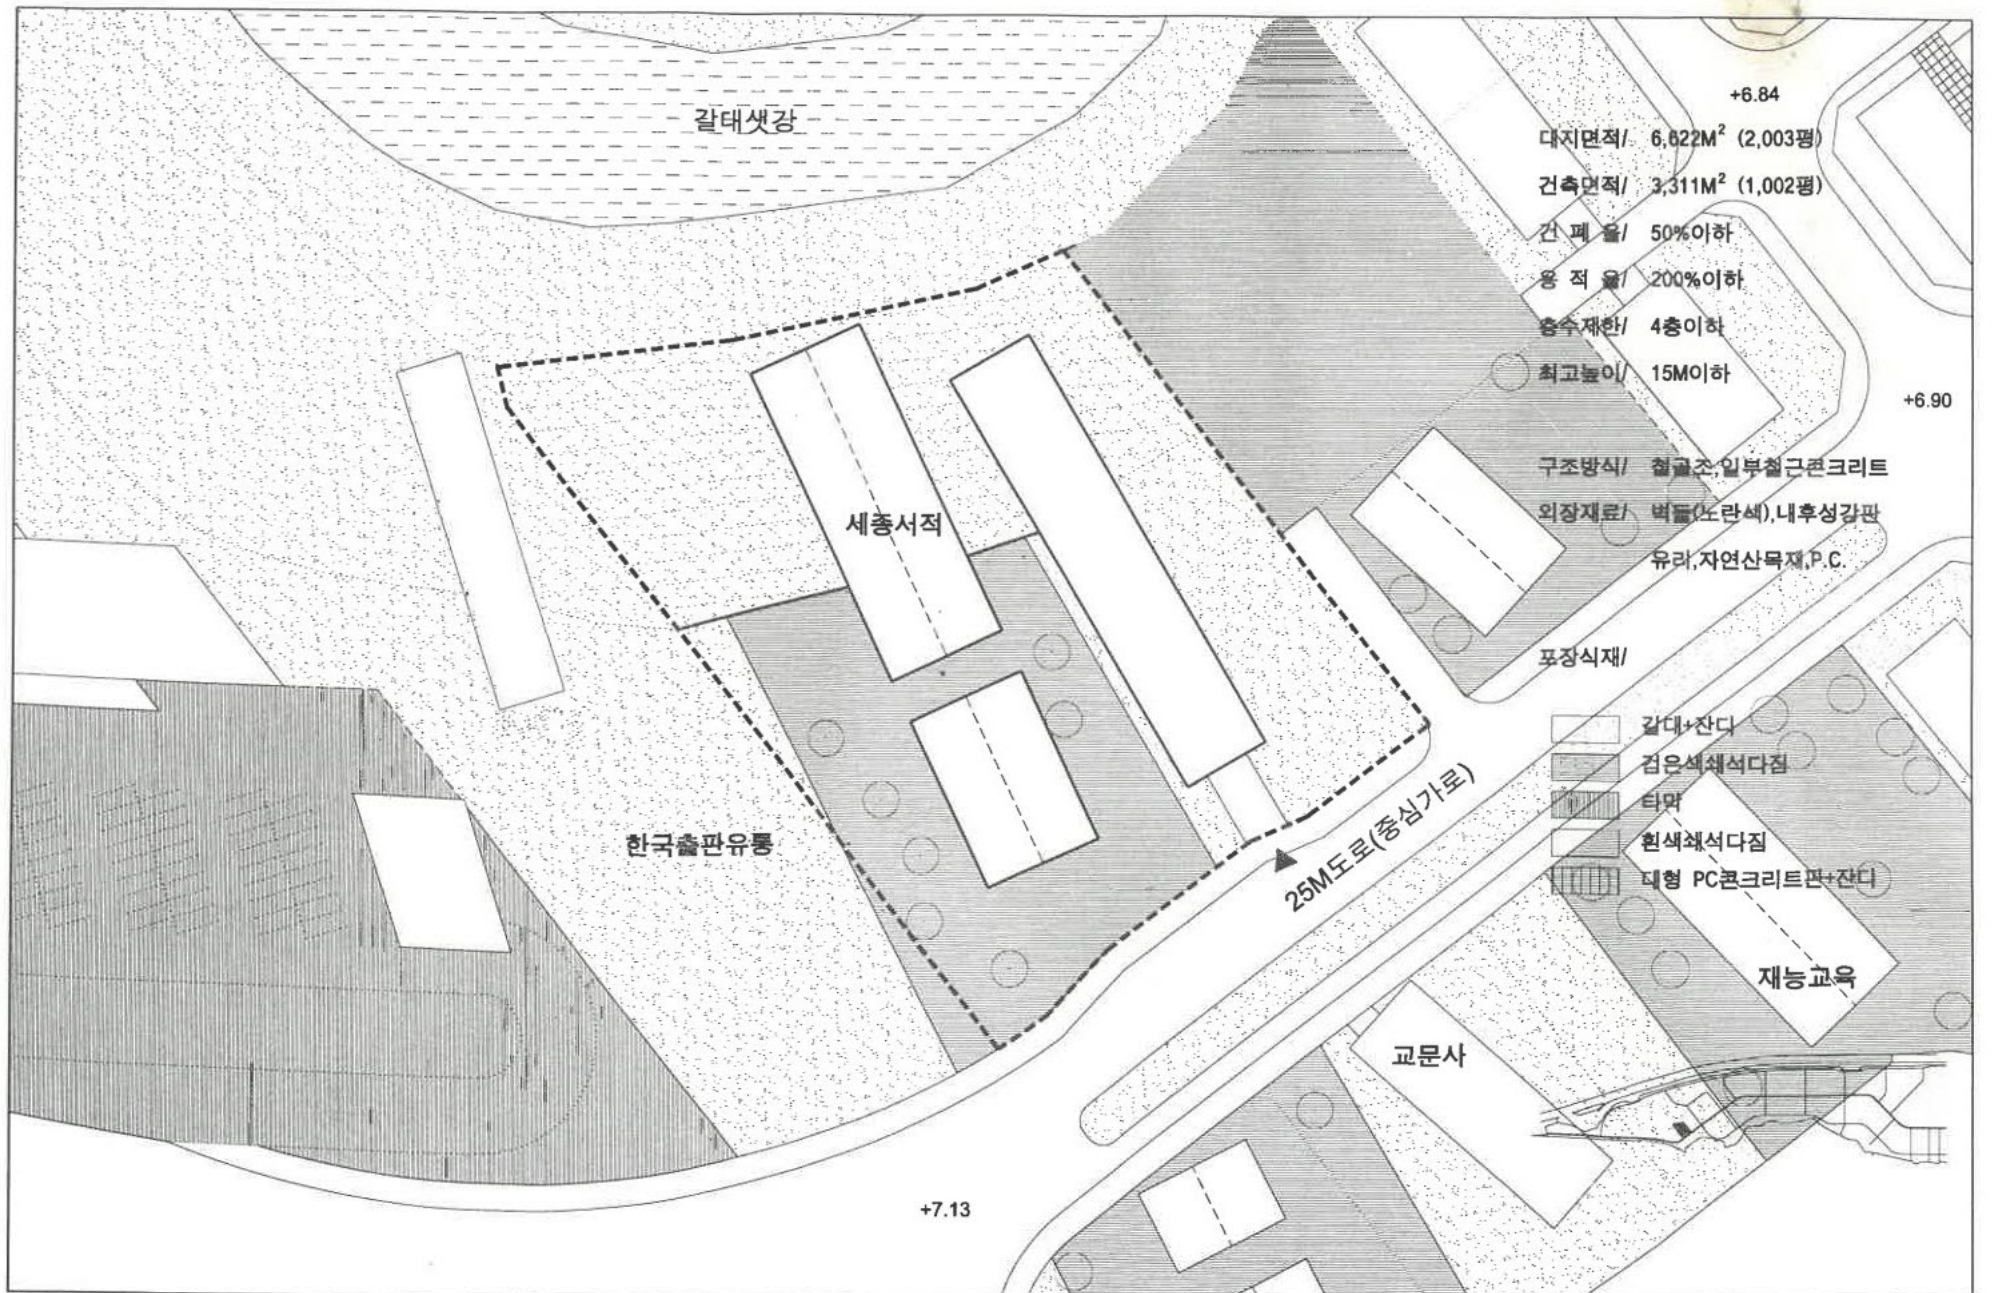 갈대샛강
+6.84
대지면적/ 6,622M² (2,003평)
건축면적/ 3,311M² (1,002평)
건 폐 율/ 50%이하
용 적 율/ 200%이하
층수제한/ 4층이하
최고높이/ 15M이하
+6.90
구조방식/ 철골조,일부철근콘크리트
외장재료/ 벽돌(노란색),내후성강판
유리,자연산목재,P.C.
세종서적
포장식재/
갈대+잔디
검은색쇄석다짐
타막
흰색쇄석다짐
대형 PC콘크리트판+잔디
한국출판유통
25M도로(중심가로)
재능교육
교문사
+7.13